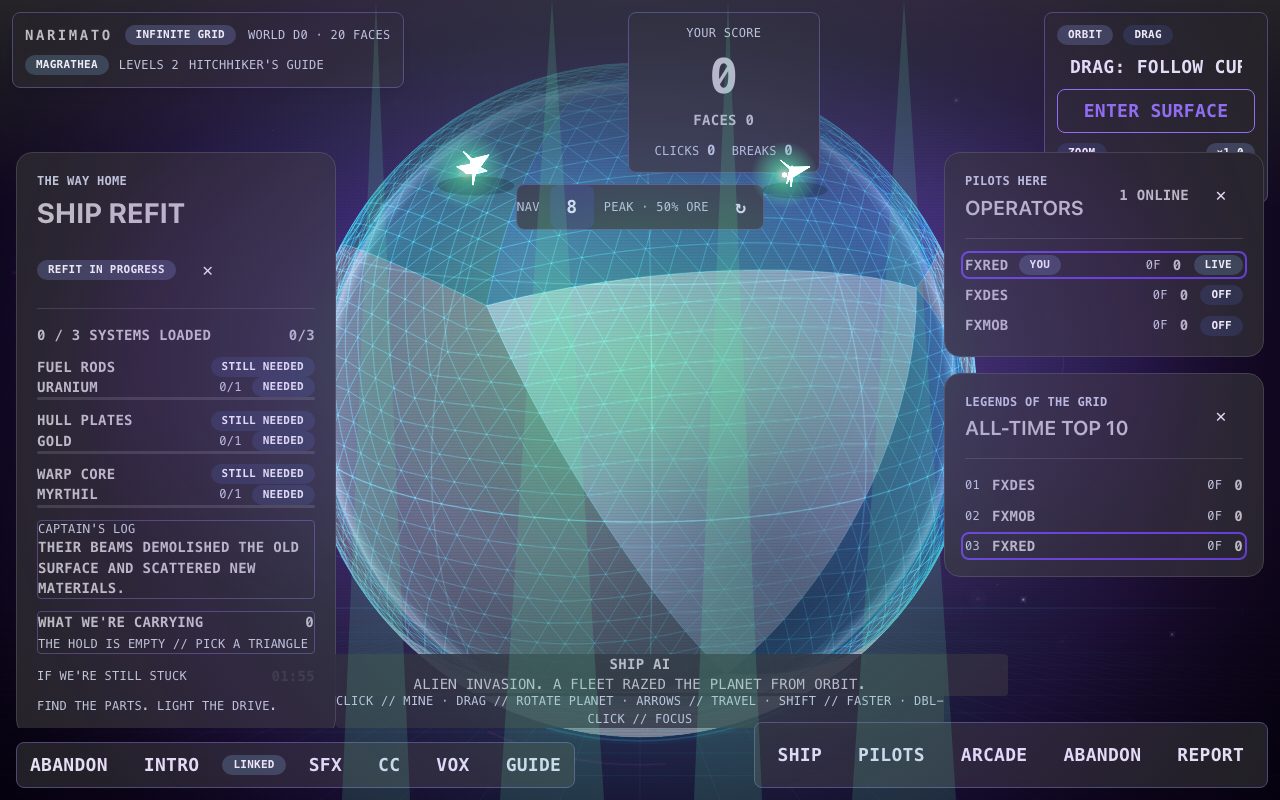 NARIMATO INFINITE GRID WORLD D0 · 20 FACES
MAGRATHEA LEVELS 2 HITCHHIKER'S GUIDE
YOUR SCORE
0
FACES 0
CLICKS 0 BREAKS 0
NAV 8 PEAK · 50% ORE ↻
ORBIT DRAG
DRAG: FOLLOW CUR
ENTER SURFACE
ZOOM ×1.0
THE WAY HOME
SHIP REFIT
REFIT IN PROGRESS ×
0 / 3 SYSTEMS LOADED 0/3
FUEL RODS STILL NEEDED
URANIUM 0/1 NEEDED
HULL PLATES STILL NEEDED
GOLD 0/1 NEEDED
WARP CORE STILL NEEDED
MYRTHIL 0/1 NEEDED
CAPTAIN'S LOG
THEIR BEAMS DEMOLISHED THE OLD
SURFACE AND SCATTERED NEW
MATERIALS.
WHAT WE'RE CARRYING 0
THE HOLD IS EMPTY // PICK A TRIANGLE
IF WE'RE STILL STUCK 01:55
FIND THE PARTS. LIGHT THE DRIVE.
PILOTS HERE
OPERATORS 1 ONLINE ×
FXRED YOU 0F 0 LIVE
FXDES 0F 0 OFF
FXMOB 0F 0 OFF
LEGENDS OF THE GRID
ALL-TIME TOP 10 ×
01 FXDES 0F 0
02 FXMOB 0F 0
03 FXRED 0F 0
SHIP AI
ALIEN INVASION. A FLEET RAZED THE PLANET FROM ORBIT.
CLICK // MINE · DRAG // ROTATE PLANET · ARROWS // TRAVEL · SHIFT // FASTER · DBL-
CLICK // FOCUS
ABANDON INTRO LINKED SFX CC VOX GUIDE
SHIP PILOTS ARCADE ABANDON REPORT